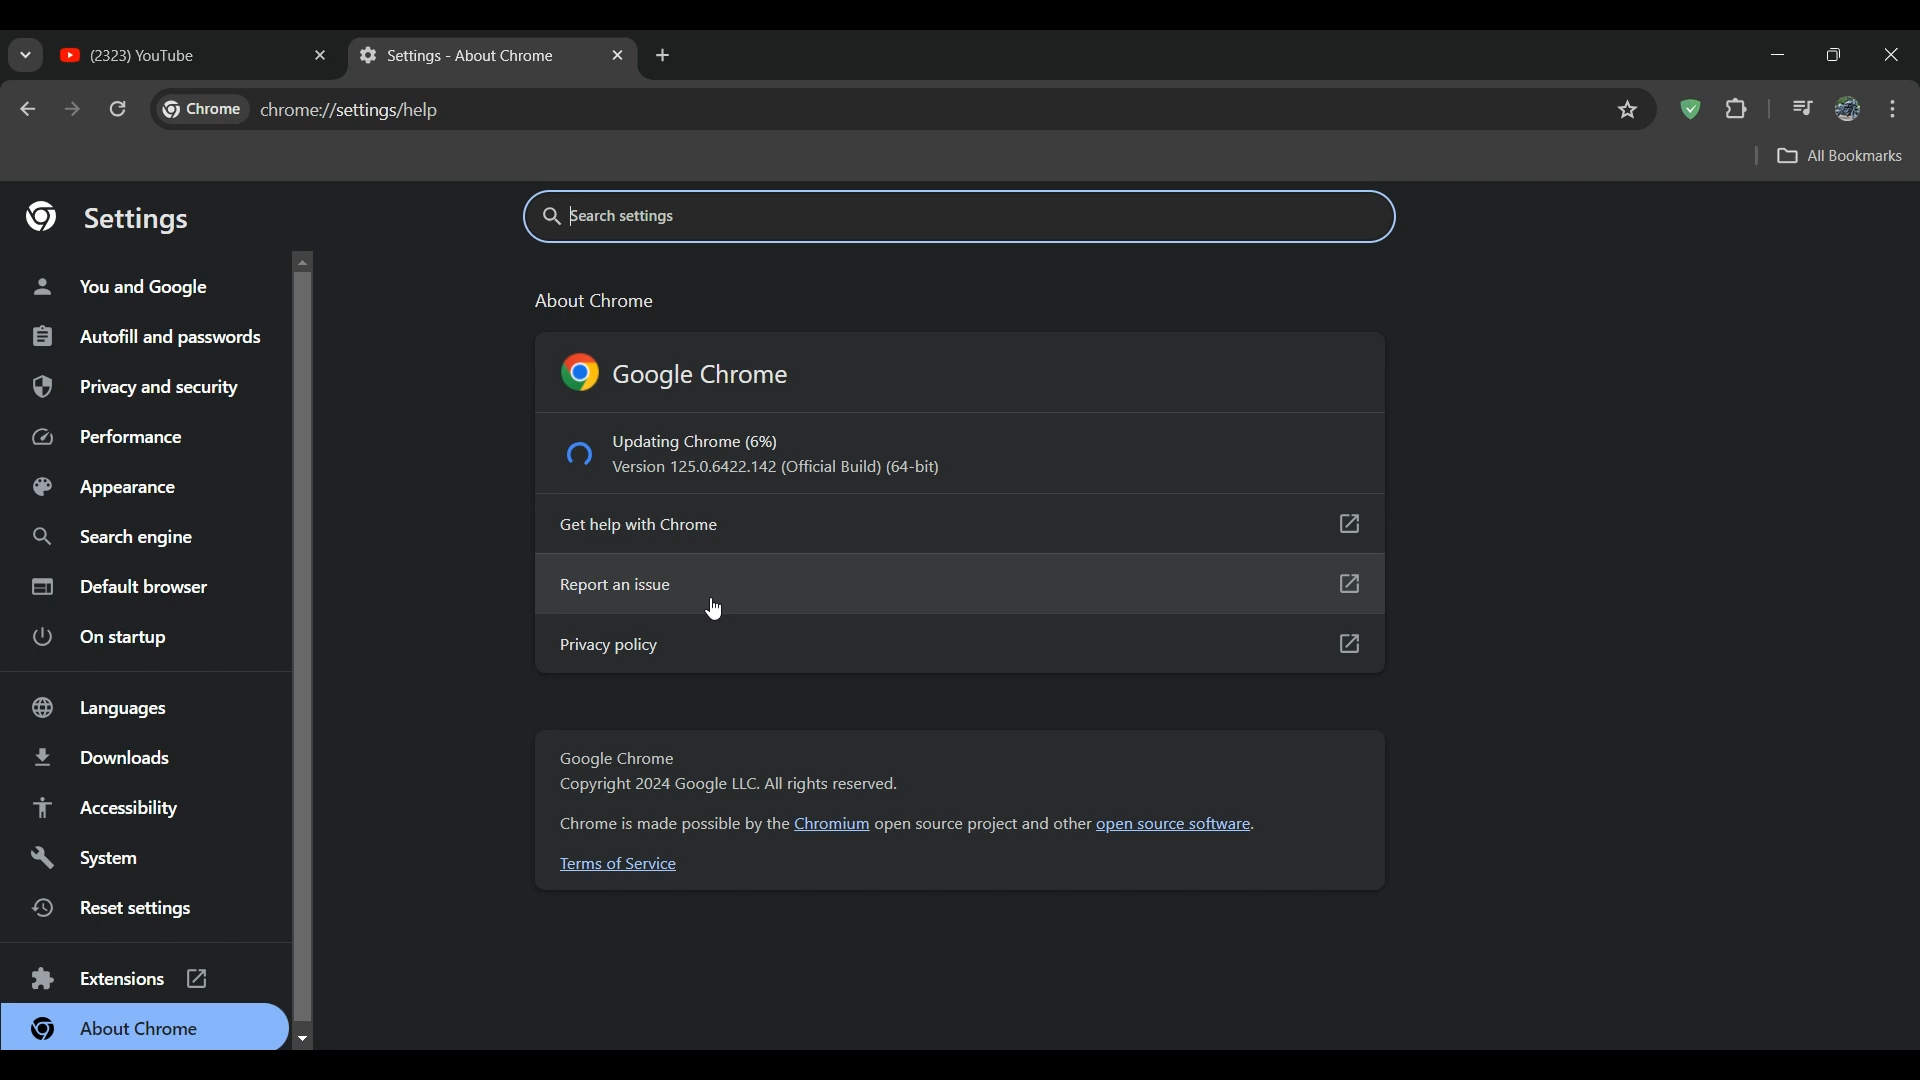 (2323) YouTube
Settings - About Chrome
Chrome
chrome://settings/help
All Bookmarks
Settings
Search settings
You and Google
Autofill and passwords
Privacy and security
Performance
Appearance
Search engine
Default browser
On startup
Languages
Downloads
Accessibility
System
Reset settings
Extensions
About Chrome
About Chrome
Google Chrome
Updating Chrome (6%)
Version 125.0.6422.142 (Official Build) (64-bit)
Get help with Chrome
Report an issue
Privacy policy
Google Chrome
Copyright 2024 Google LLC. All rights reserved.
Chrome is made possible by the Chromium open source project and other open source software.
Terms of Service